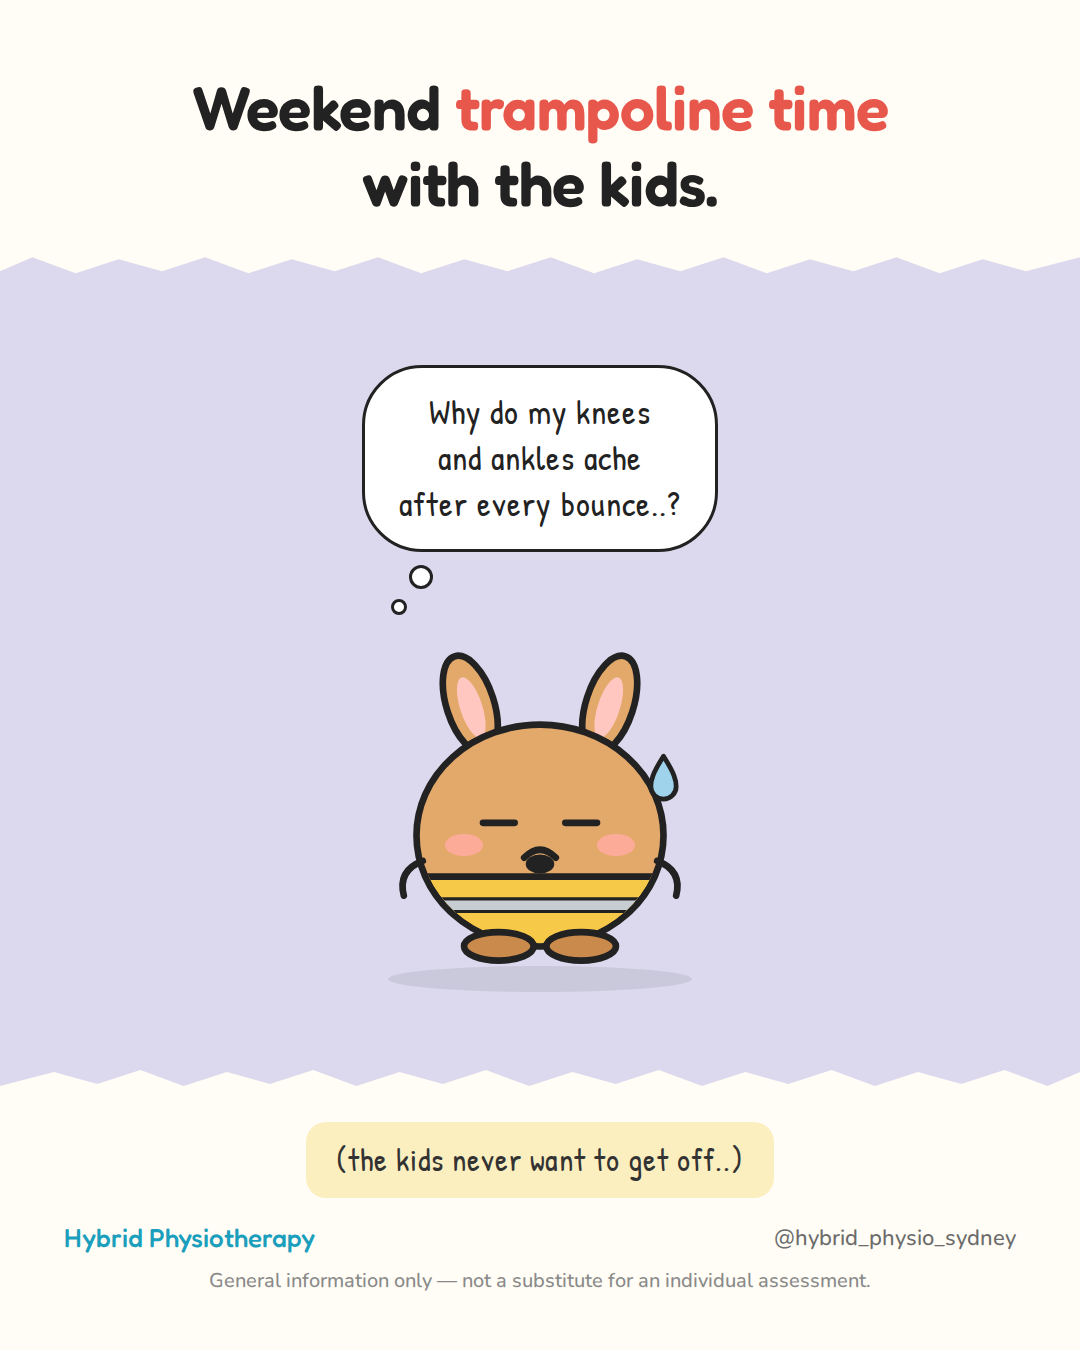 Weekend trampoline time
with the kids.
Why do my knees
and ankles ache
after every bounce..?
(the kids never want to get off..)
Hybrid Physiotherapy
@hybrid_physio_sydney
General information only — not a substitute for an individual assessment.